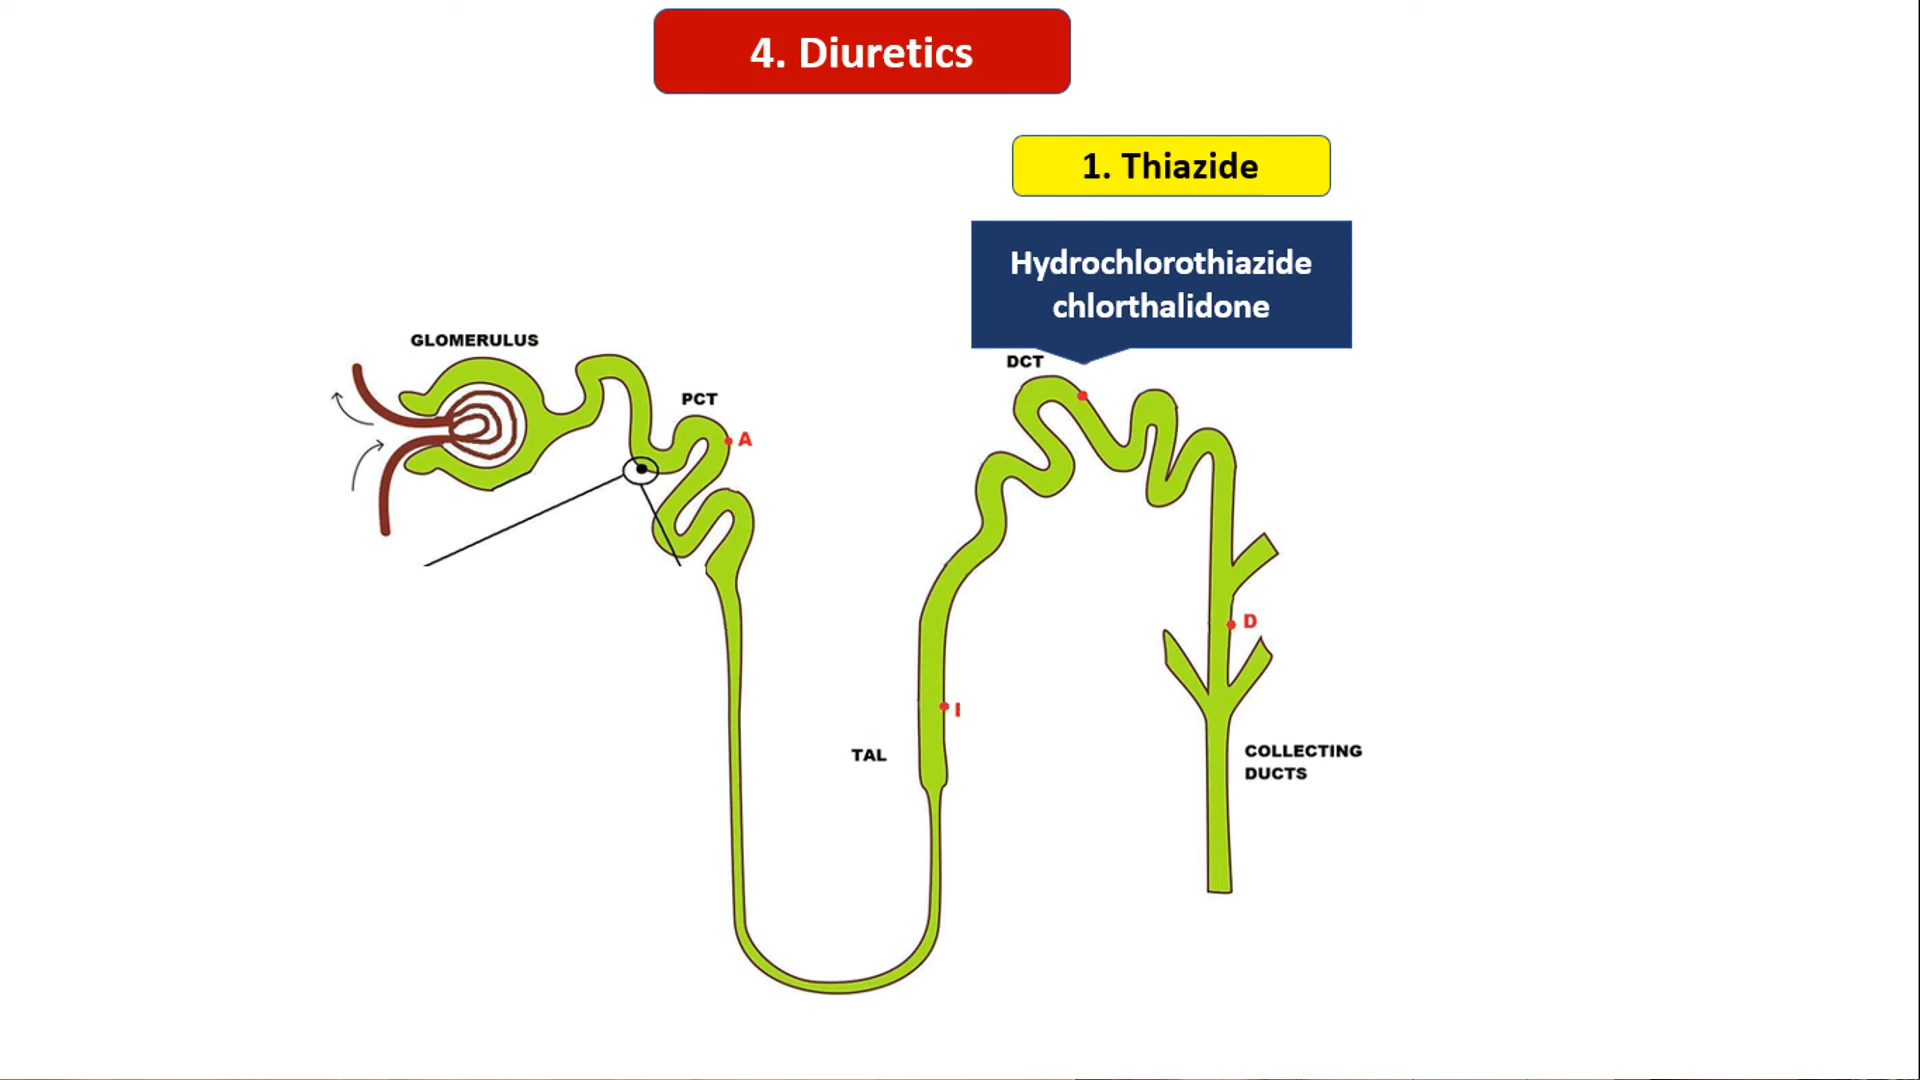 4. Diuretics
1. Thiazide
Hydrochlorothiazide
chlorthalidone
GLOMERULUS
DCT
PCT
A
D
I
TAL
COLLECTING
DUCTS